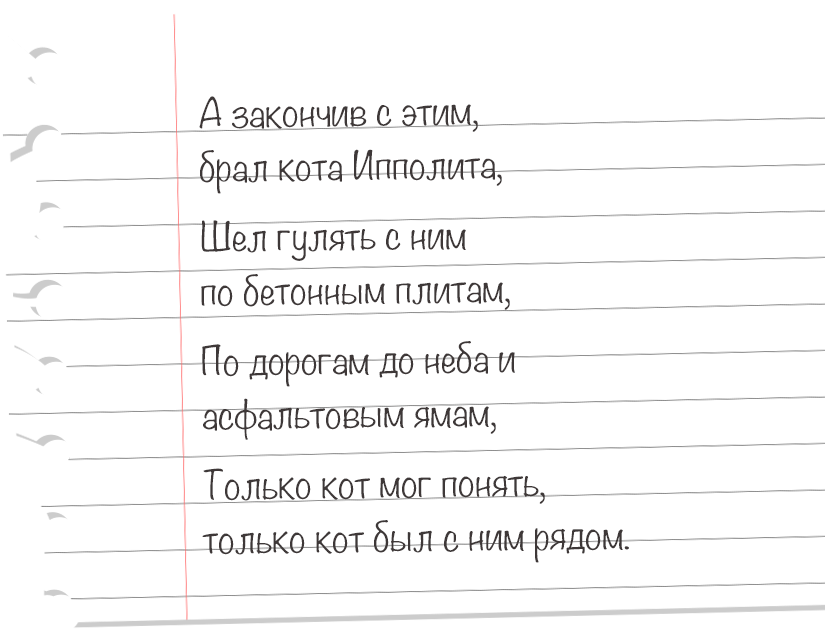 А закончив с этим,
брал кота Ипполита,
Шел гулять с ним
по бетонным плитам,
По дорогам до неба и
асфальтовым ямам,
Только кот мог понять,
только кот был с ним рядом.